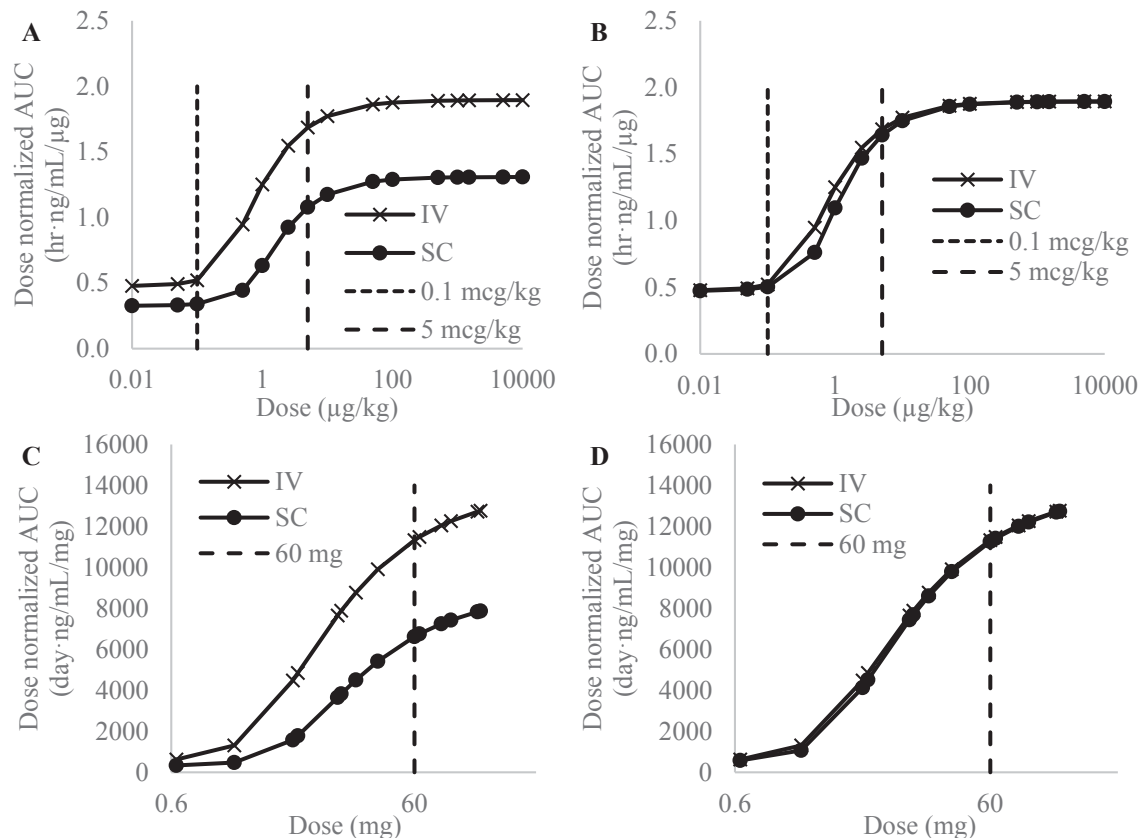 A
Dose normalized AUC
(hr·ng/mL/µg)
2.5
2.0
1.5
1.0
0.5
0.0
IV
SC
0.1 mcg/kg
5 mcg/kg
0.01
1
100
10000
Dose (µg/kg)
B
Dose normalized AUC
(hr·ng/mL/µg)
2.5
2.0
1.5
1.0
0.5
0.0
IV
SC
0.1 mcg/kg
5 mcg/kg
0.01
1
100
10000
Dose (µg/kg)
C
Dose normalized AUC
(day·ng/mL/mg)
16000
14000
12000
10000
8000
6000
4000
2000
0
IV
SC
60 mg
0.6
60
Dose (mg)
D
Dose normalized AUC
(day·ng/mL/mg)
16000
14000
12000
10000
8000
6000
4000
2000
0
IV
SC
60 mg
0.6
60
Dose (mg)